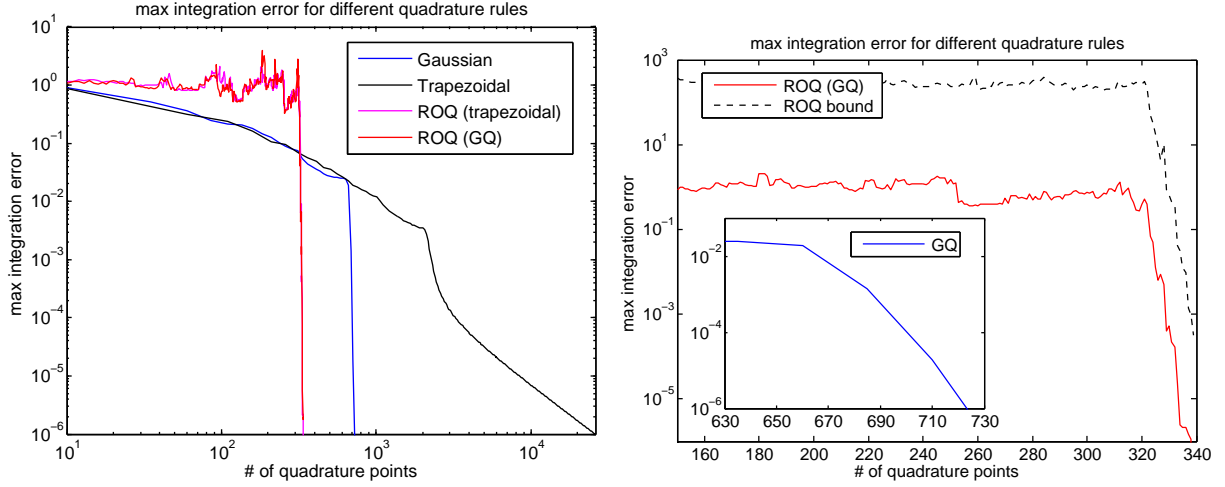 max integration error for different quadrature rules
max integration error
10^1
10^0
10^-1
10^-2
10^-3
10^-4
10^-5
10^-6
Gaussian
Trapezoidal
ROQ (trapezoidal)
ROQ (GQ)
10^1
10^2
10^3
10^4
# of quadrature points
max integration error for different quadrature rules
max integration error
10^3
10^1
10^-1
10^-3
10^-5
ROQ (GQ)
ROQ bound
GQ
10^-2
10^-4
10^-6
630
650
670
690
710
730
160
180
200
220
240
260
280
300
320
340
# of quadrature points